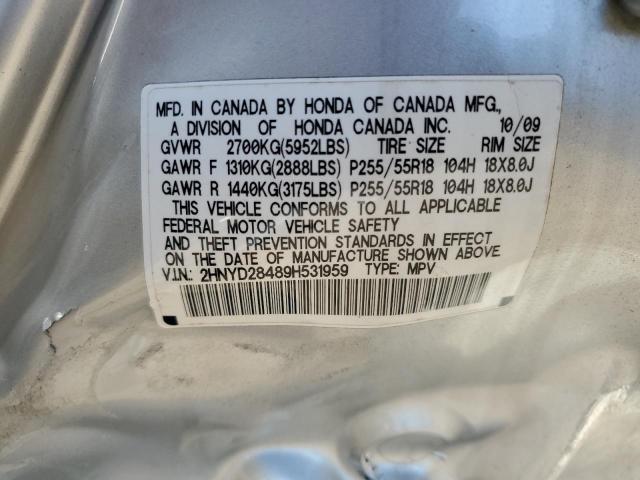 MFD. IN CANADA BY HONDA OF CANADA MFG.,
A DIVISION OF HONDA CANADA INC. 10/09
GVWR 2700KG(5952LBS) TIRE SIZE RIM SIZE
GAWR F 1310KG(2888LBS) P255/55R18 104H 18X8.0J
GAWR R 1440KG(3175LBS) P255/55R18 104H 18X8.0J
THIS VEHICLE CONFORMS TO ALL APPLICABLE
FEDERAL MOTOR VEHICLE SAFETY
AND THEFT PREVENTION STANDARDS IN EFFECT
ON THE DATE OF MANUFACTURE SHOWN ABOVE.
V.I.N.: 2HNYD28489H531959 TYPE: MPV